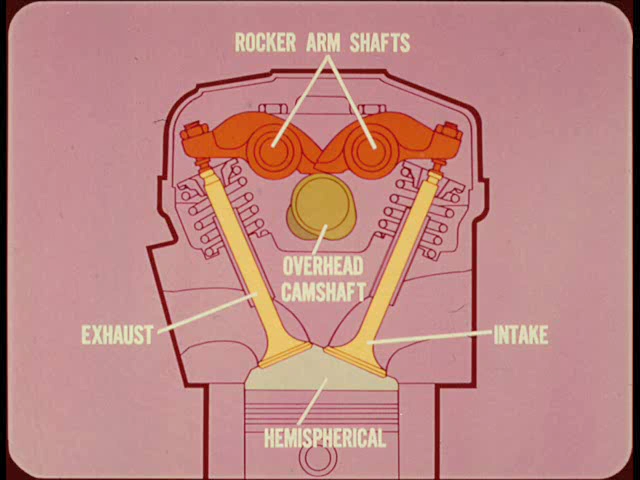 ROCKER ARM SHAFTS
OVERHEAD
CAMSHAFT
EXHAUST
INTAKE
HEMISPHERICAL